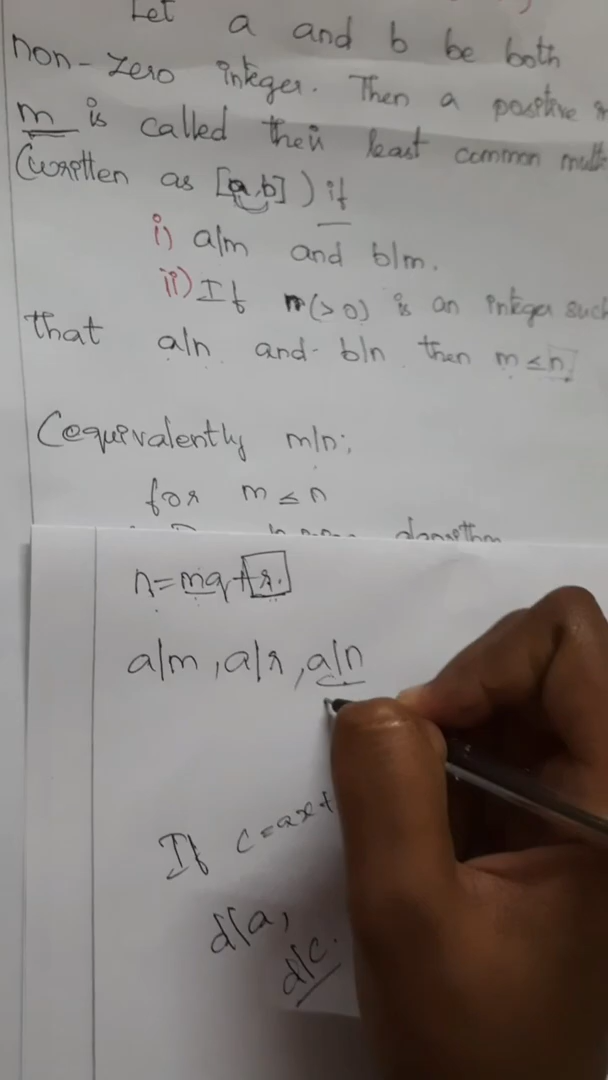 Let a and b be both
non-zero integer. Then a positive
m is called their least common
(written as [a,b]) if
i) a|m and b|m.
ii) If n(>0) is an integer such
that a|n and b|n then m≤n.
(equivalently m|n;
for m≤n
n=mq+r.
a|m, a|r, a|n
If c=ax+
d|a,
d|c.